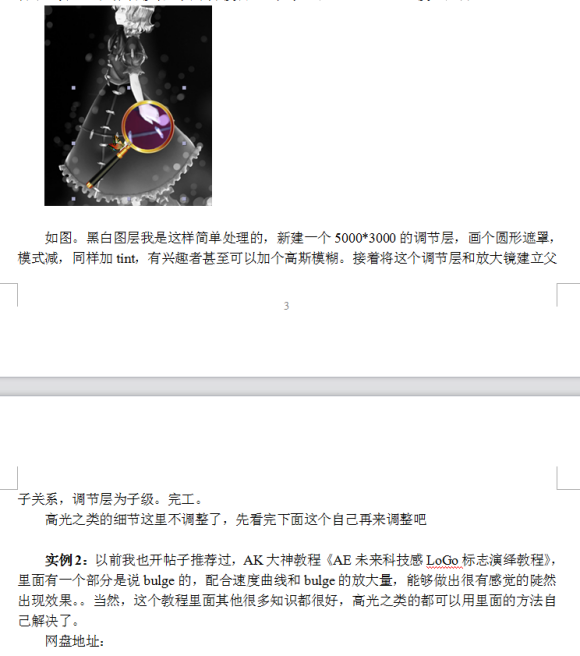 如图。黑白图层我是这样简单处理的，新建一个 5000*3000 的调节层，画个圆形遮罩，
模式减，同样加 tint，有兴趣者甚至可以加个高斯模糊。接着将这个调节层和放大镜建立父
3
子关系，调节层为子级。完工。
高光之类的细节这里不调整了，先看完下面这个自己再来调整吧
实例 2：以前我也开帖子推荐过，AK 大神教程《AE 未来科技感 LoGo 标志演绎教程》，
里面有一个部分是说 bulge 的，配合速度曲线和 bulge 的放大量，能够做出很有感觉的陡然
出现效果。。当然，这个教程里面其他很多知识都很好，高光之类的都可以用里面的方法自
己解决了。
网盘地址：